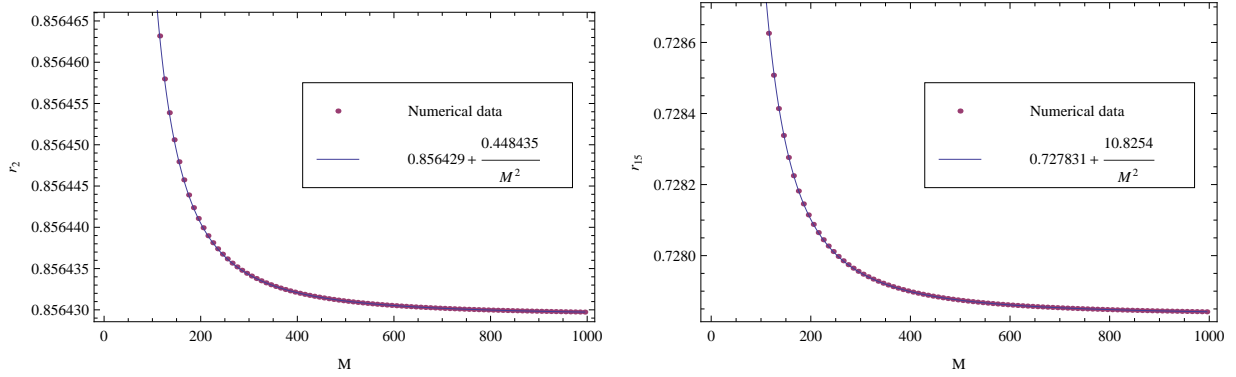 0.856465
0.856460
0.856455
0.856450
0.856445
0.856440
0.856435
0.856430
r₂
0 200 400 600 800 1000
M
Numerical data
0.856429 + 0.448435 / M²
0.7286
0.7284
0.7282
0.7280
r₁₅
0 200 400 600 800 1000
M
Numerical data
0.727831 + 10.8254 / M²